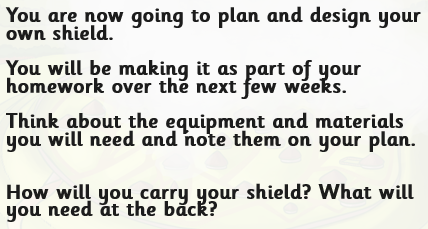 You are now going to plan and design your
own shield.
You will be making it as part of your
homework over the next few weeks.
Think about the equipment and materials
you will need and note them on your plan.
How will you carry your shield? What will
you need at the back?